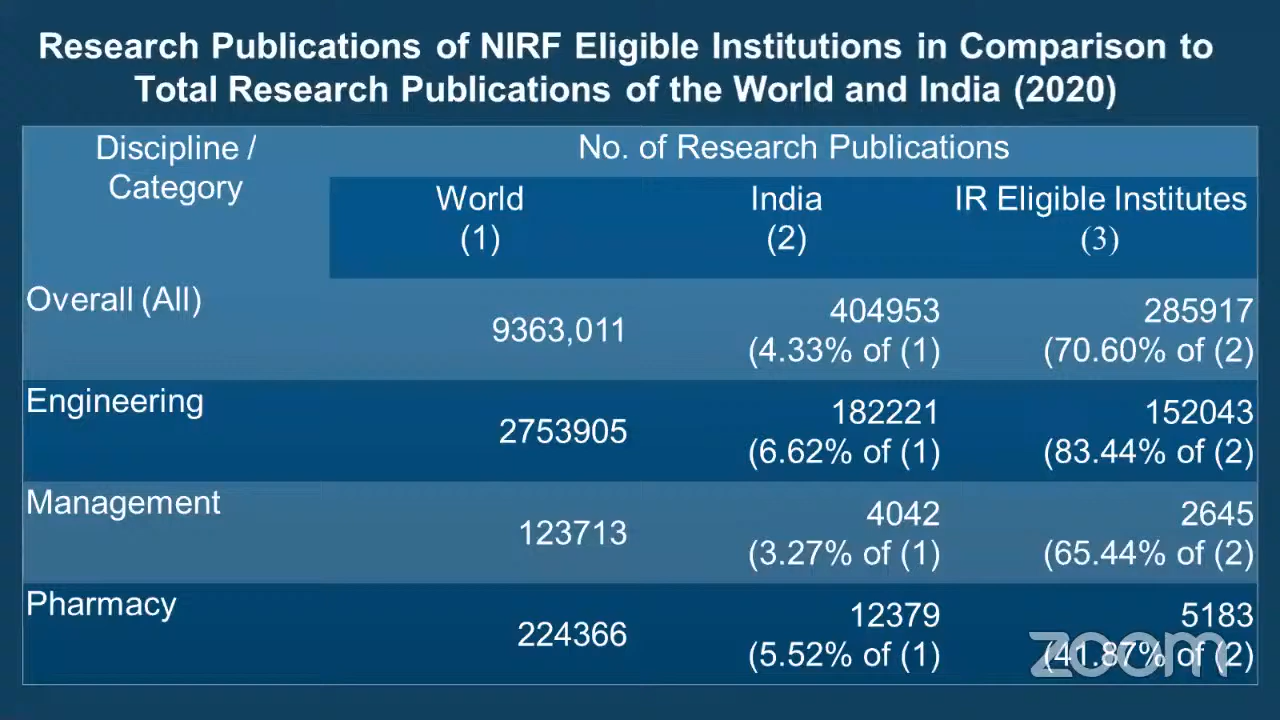 Research Publications of NIRF Eligible Institutions in Comparison to
Total Research Publications of the World and India (2020)
Discipline /
Category
No. of Research Publications
World
(1)
India
(2)
IR Eligible Institutes
(3)
Overall (All)
9363,011
404953
(4.33% of (1)
285917
(70.60% of (2)
Engineering
2753905
182221
(6.62% of (1)
152043
(83.44% of (2)
Management
123713
4042
(3.27% of (1)
2645
(65.44% of (2)
Pharmacy
224366
12379
(5.52% of (1)
5183
(41.87% of (2)
zoom